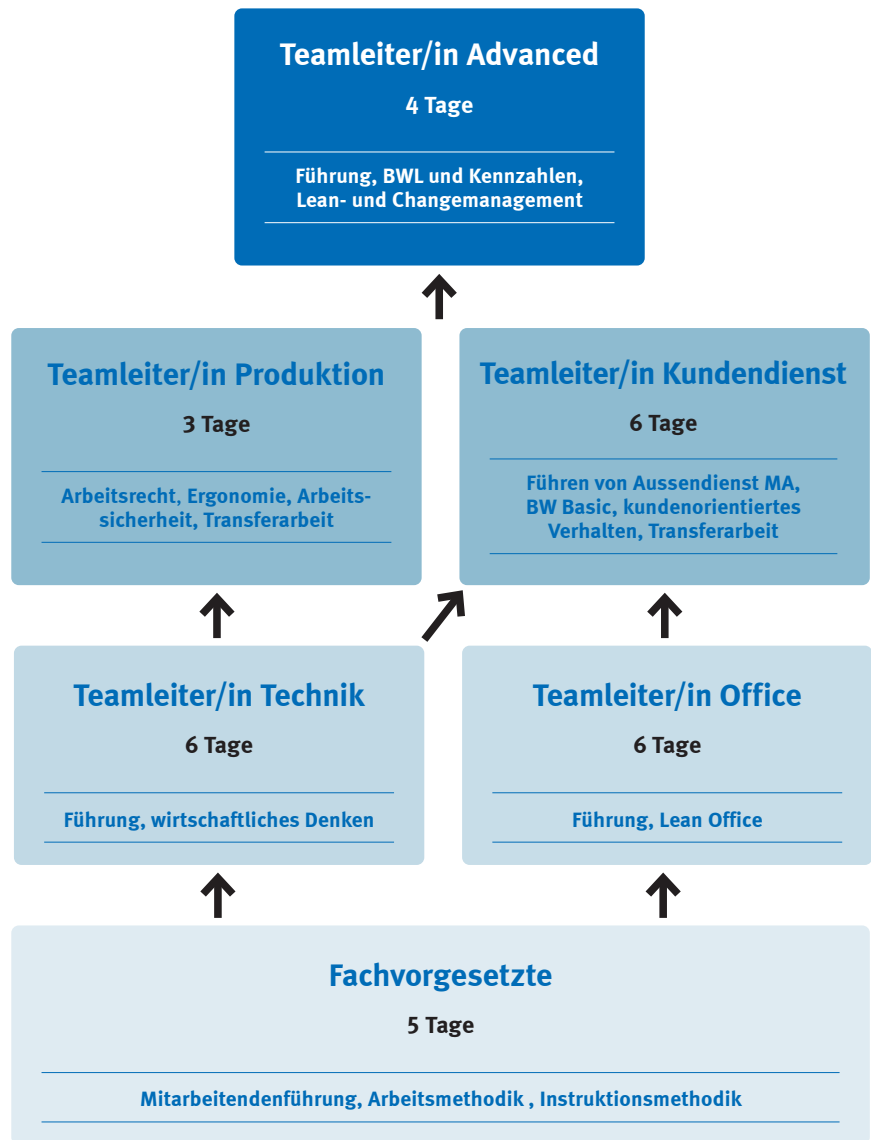 Teamleiter/in Advanced
4 Tage
Führung, BWL und Kennzahlen,
Lean- und Changemanagement
Teamleiter/in Produktion
3 Tage
Arbeitsrecht, Ergonomie, Arbeits-
sicherheit, Transferarbeit
Teamleiter/in Kundendienst
6 Tage
Führen von Aussendienst MA,
BW Basic, kundenorientiertes
Verhalten, Transferarbeit
Teamleiter/in Technik
6 Tage
Führung, wirtschaftliches Denken
Teamleiter/in Office
6 Tage
Führung, Lean Office
Fachvorgesetzte
5 Tage
Mitarbeitendenführung, Arbeitsmethodik , Instruktionsmethodik